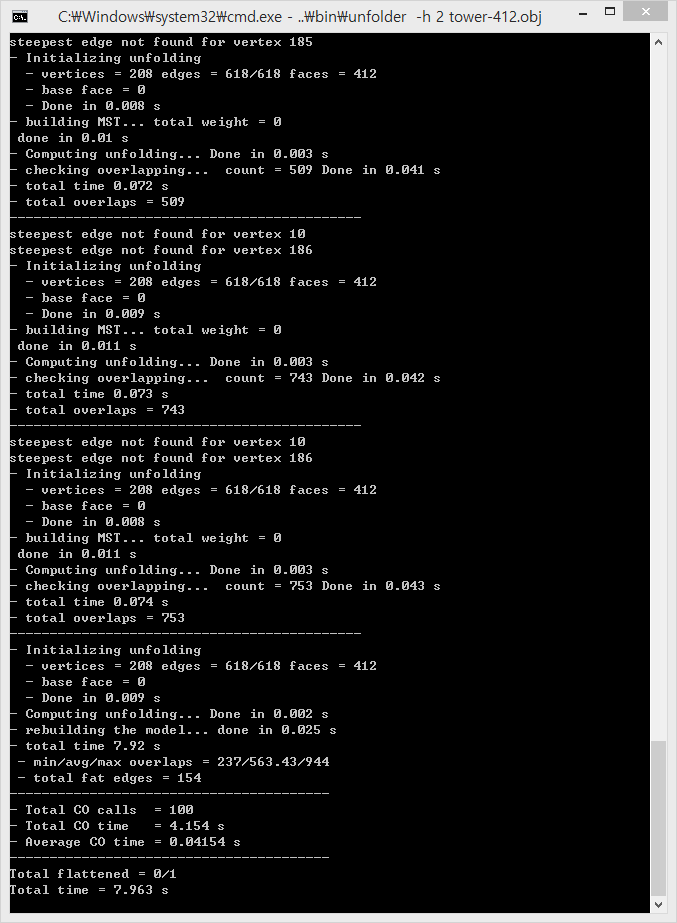 C:₩Windows₩system32₩cmd.exe - ..₩bin₩unfolder -h 2 tower-412.obj
steepest edge not found for vertex 185
- Initializing unfolding
  - vertices = 208 edges = 618/618 faces = 412
  - base face = 0
  - Done in 0.008 s
- building MST... total weight = 0
 done in 0.01 s
- Computing unfolding... Done in 0.003 s
- checking overlapping...  count = 509 Done in 0.041 s
- total time 0.072 s
- total overlaps = 509
--------------------------------------------
steepest edge not found for vertex 10
steepest edge not found for vertex 186
- Initializing unfolding
  - vertices = 208 edges = 618/618 faces = 412
  - base face = 0
  - Done in 0.009 s
- building MST... total weight = 0
 done in 0.011 s
- Computing unfolding... Done in 0.003 s
- checking overlapping...  count = 743 Done in 0.042 s
- total time 0.073 s
- total overlaps = 743
--------------------------------------------
steepest edge not found for vertex 10
steepest edge not found for vertex 186
- Initializing unfolding
  - vertices = 208 edges = 618/618 faces = 412
  - base face = 0
  - Done in 0.008 s
- building MST... total weight = 0
 done in 0.011 s
- Computing unfolding... Done in 0.003 s
- checking overlapping...  count = 753 Done in 0.043 s
- total time 0.074 s
- total overlaps = 753
--------------------------------------------
- Initializing unfolding
  - vertices = 208 edges = 618/618 faces = 412
  - base face = 0
  - Done in 0.009 s
- Computing unfolding... Done in 0.002 s
- rebuilding the model... done in 0.025 s
- total time 7.92 s
 - min/avg/max overlaps = 237/563.43/944
 - total fat edges = 154
----------------------------------------
- Total CO calls  = 100
- Total CO time   = 4.154 s
- Average CO time = 0.04154 s
----------------------------------------
Total flattened = 0/1
Total time = 7.963 s